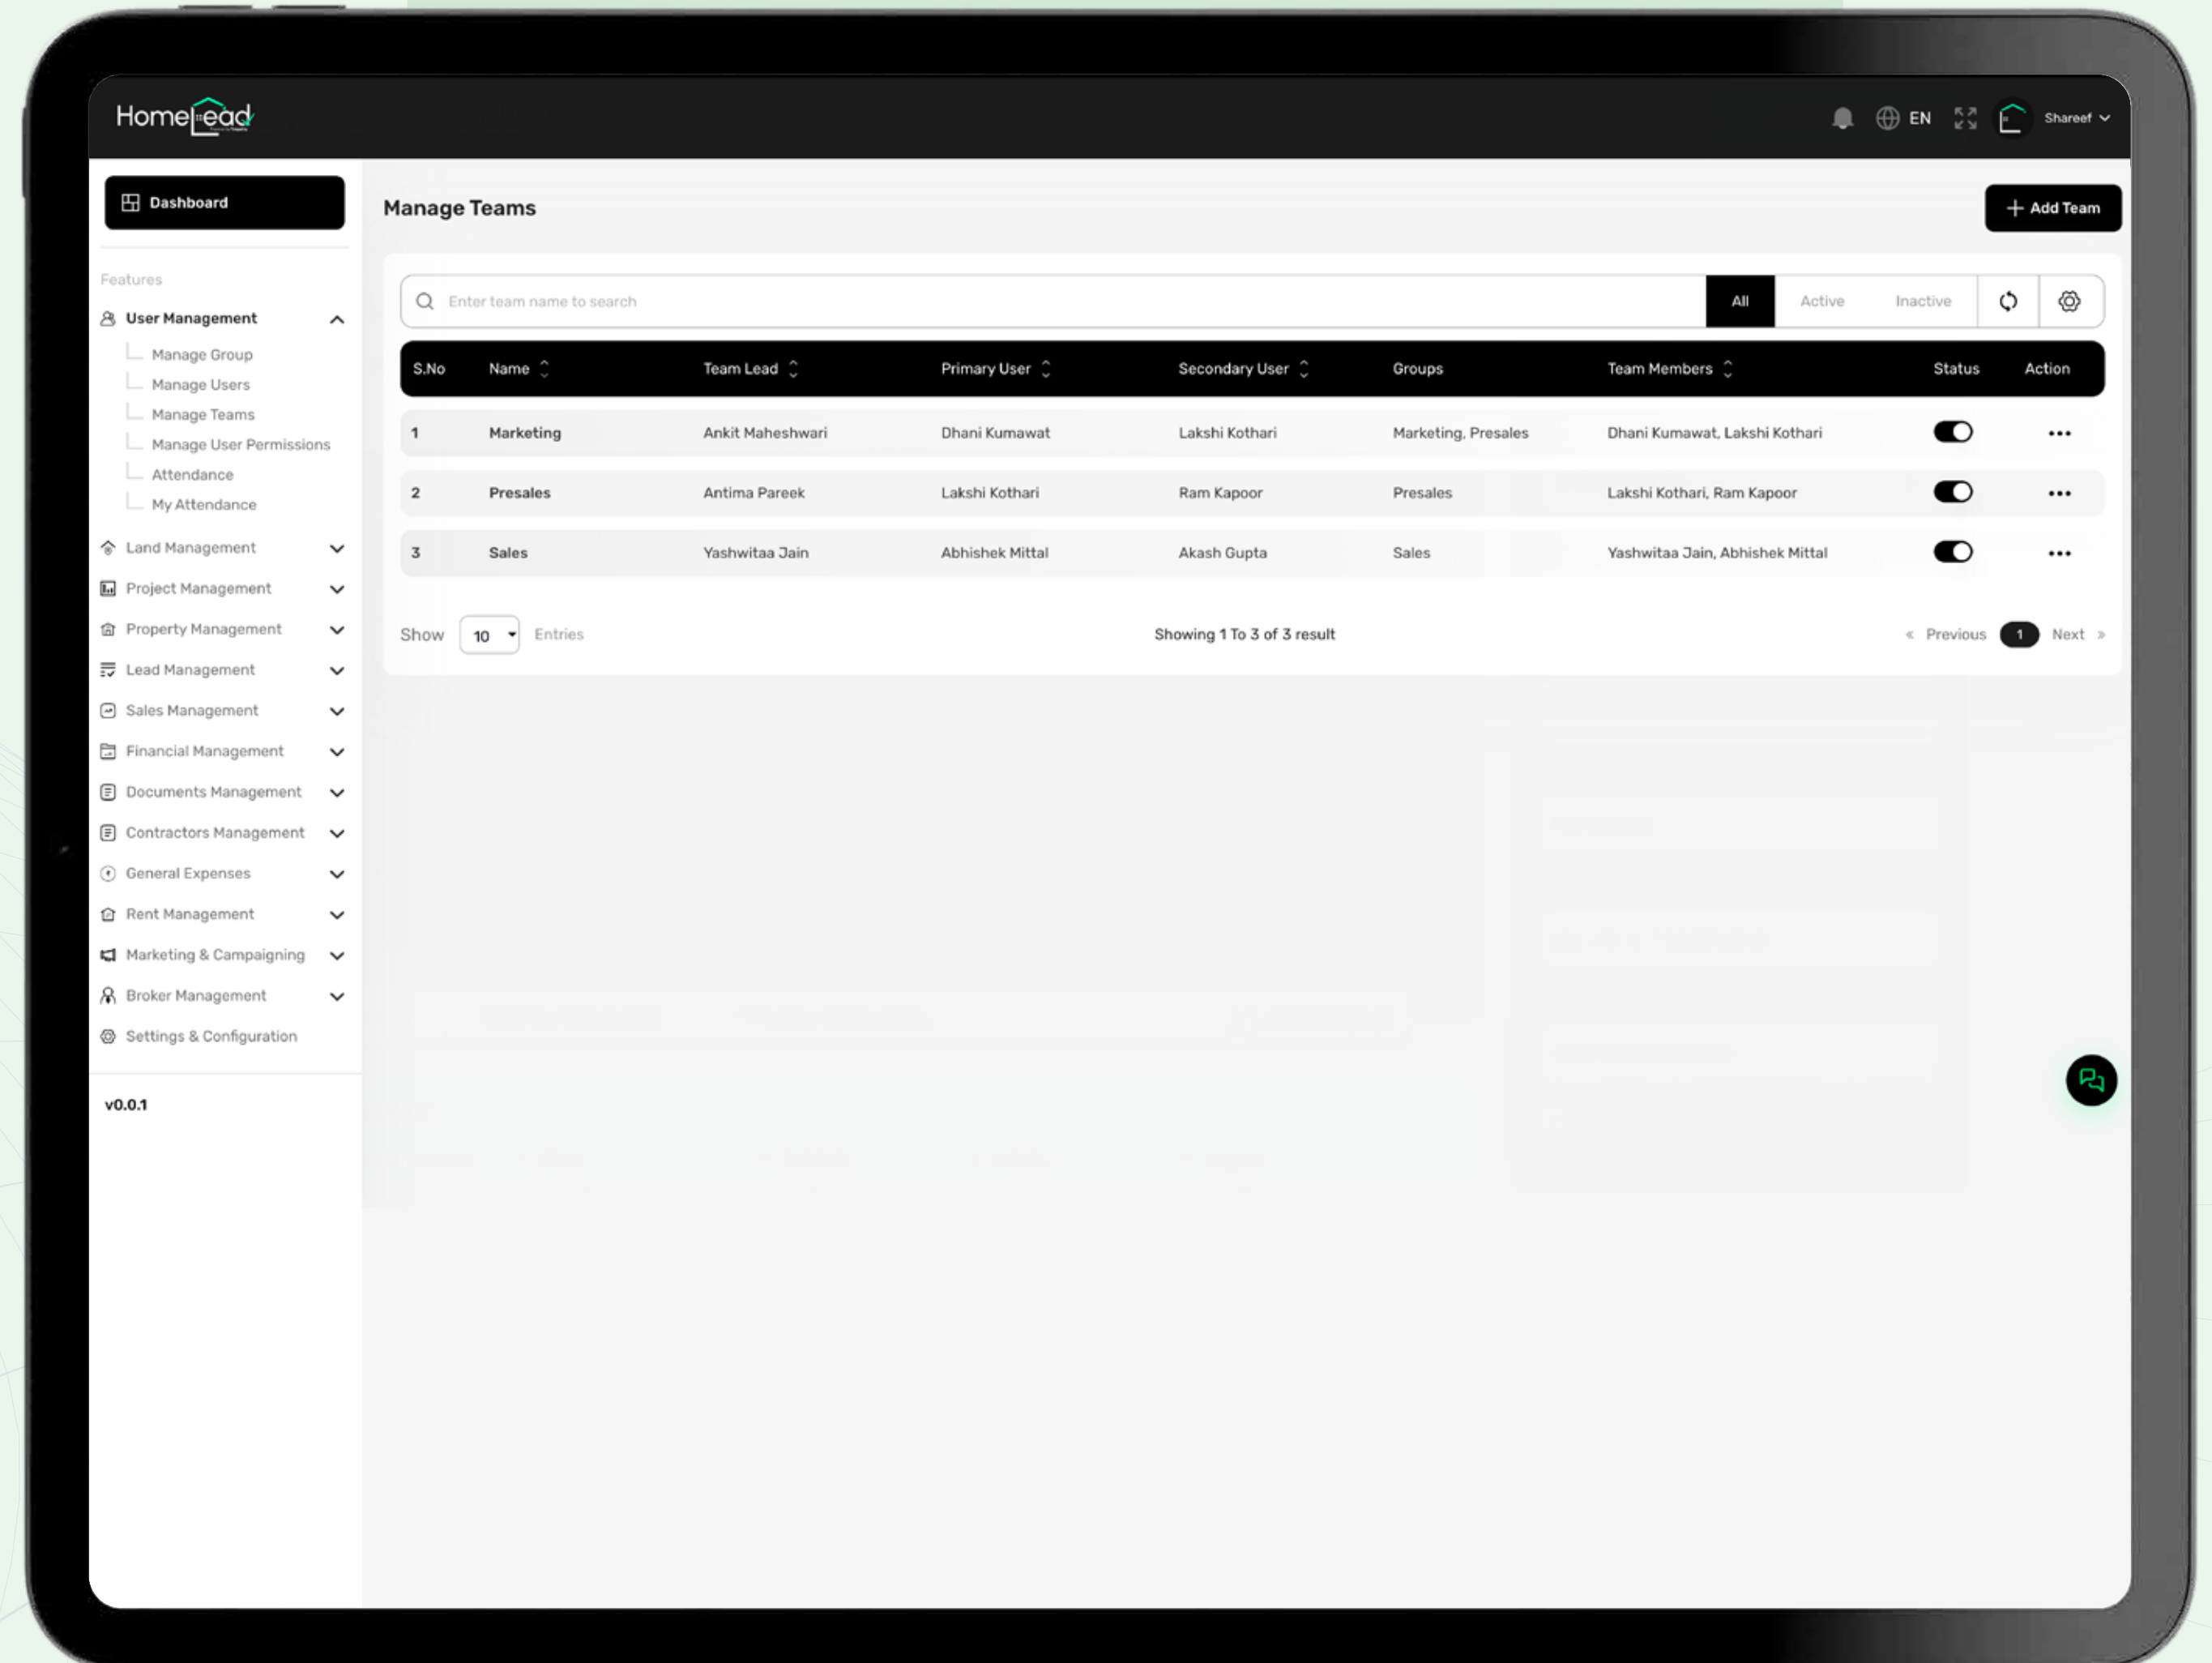 HomeLead
EN
Shareef
Dashboard
Manage Teams
+ Add Team
Features
User Management
Manage Group
Manage Users
Manage Teams
Manage User Permissions
Attendance
My Attendance
Land Management
Project Management
Property Management
Lead Management
Sales Management
Financial Management
Documents Management
Contractors Management
General Expenses
Rent Management
Marketing & Campaigning
Broker Management
Settings & Configuration
v0.0.1
Enter team name to search
All Active Inactive
S.No Name Team Lead Primary User Secondary User Groups Team Members Status Action
1 Marketing Ankit Maheshwari Dhani Kumawat Lakshi Kothari Marketing, Presales Dhani Kumawat, Lakshi Kothari
2 Presales Antima Pareek Lakshi Kothari Ram Kapoor Presales Lakshi Kothari, Ram Kapoor
3 Sales Yashwitaa Jain Abhishek Mittal Akash Gupta Sales Yashwitaa Jain, Abhishek Mittal
Show 10 Entries Showing 1 To 3 of 3 result « Previous 1 Next »